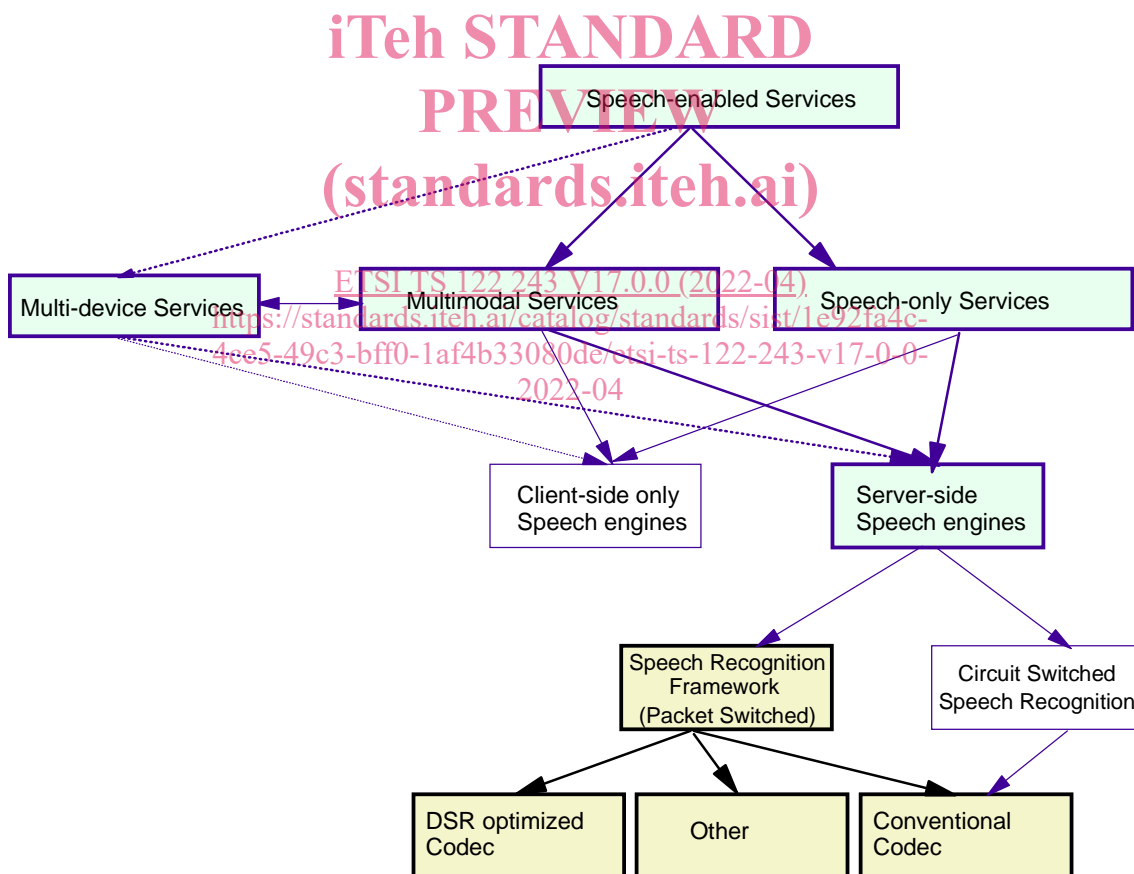 iTeh STANDARD
PREVIEW
(standards.iteh.ai)
Speech-enabled Services
ETSI TS 122 243 V17.0.0 (2022-04)
https://standards.iteh.ai/catalog/standards/sist/1e92fa4c-
4ce5-49c3-bff0-1af4b33080de/etsi-ts-122-243-v17-0-0-
2022-04
Multi-device Services
Multimodal Services
Speech-only Services
Client-side only
Speech engines
Server-side
Speech engines
Speech Recognition
Framework
(Packet Switched)
Circuit Switched
Speech Recognition
DSR optimized
Codec
Other
Conventional
Codec